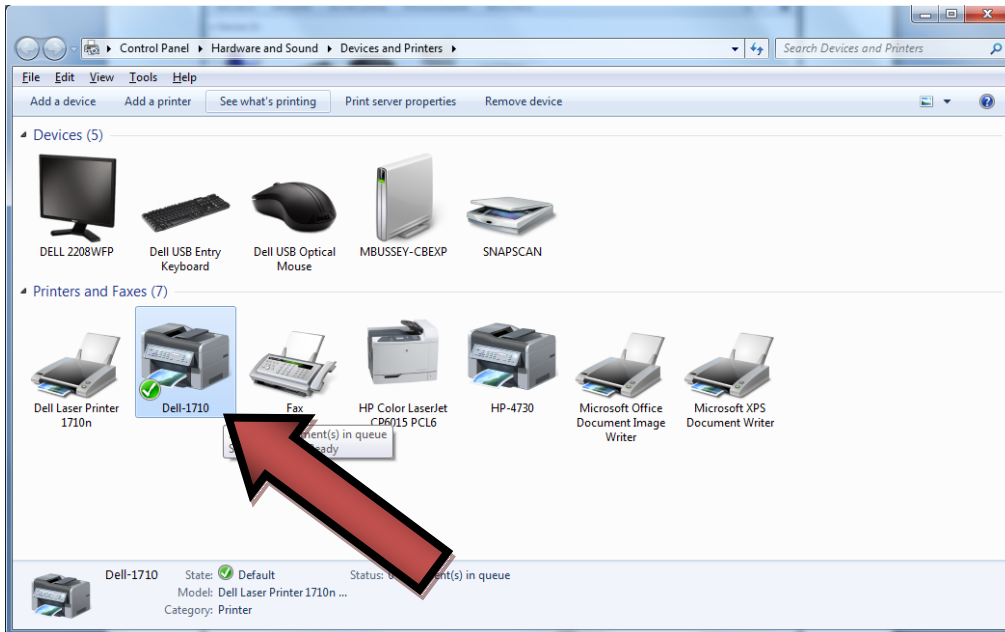 Control Panel Hardware and Sound Devices and Printers
Search Devices and Printers
File Edit View Tools Help
Add a device Add a printer See what's printing Print server properties Remove device
Devices (5)
DELL 2208WFP
Dell USB Entry
Keyboard
Dell USB Optical
Mouse
MBUSSEY-CBEXP
SNAPSCAN
Printers and Faxes (7)
Dell Laser Printer
1710n
Dell-1710
Fax
HP Color LaserJet
CP6015 PCL6
HP-4730
Microsoft Office
Document Image
Writer
Microsoft XPS
Document Writer
in queue
Dell-1710 State: Default Status: in queue
Model: Dell Laser Printer 1710n ...
Category: Printer